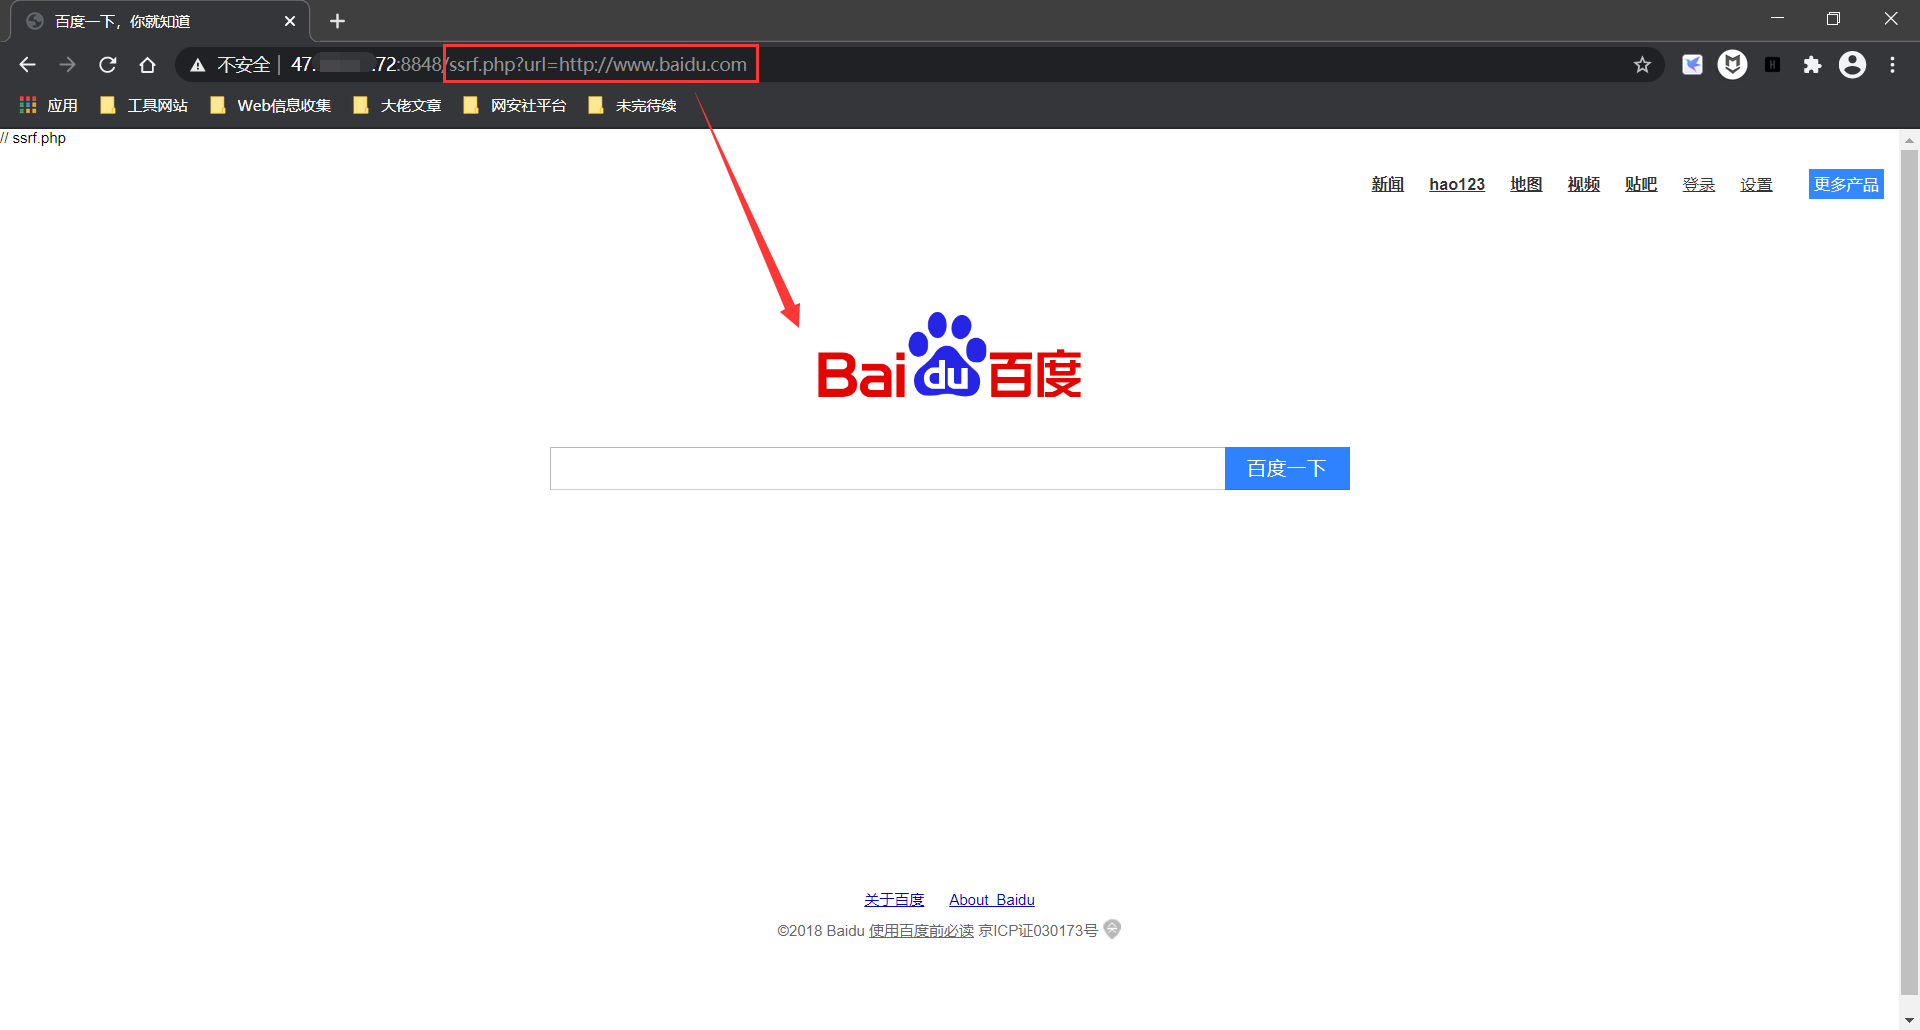 百度一下，你就知道
不安全 | 47. .72:8848/ssrf.php?url=http://www.baidu.com
应用 工具网站 Web信息收集 大佬文章 网安社平台 未完待续
// ssrf.php
新闻 hao123 地图 视频 贴吧 登录 设置 更多产品
Bai du 百度
百度一下
关于百度 About Baidu
©2018 Baidu 使用百度前必读 京ICP证030173号